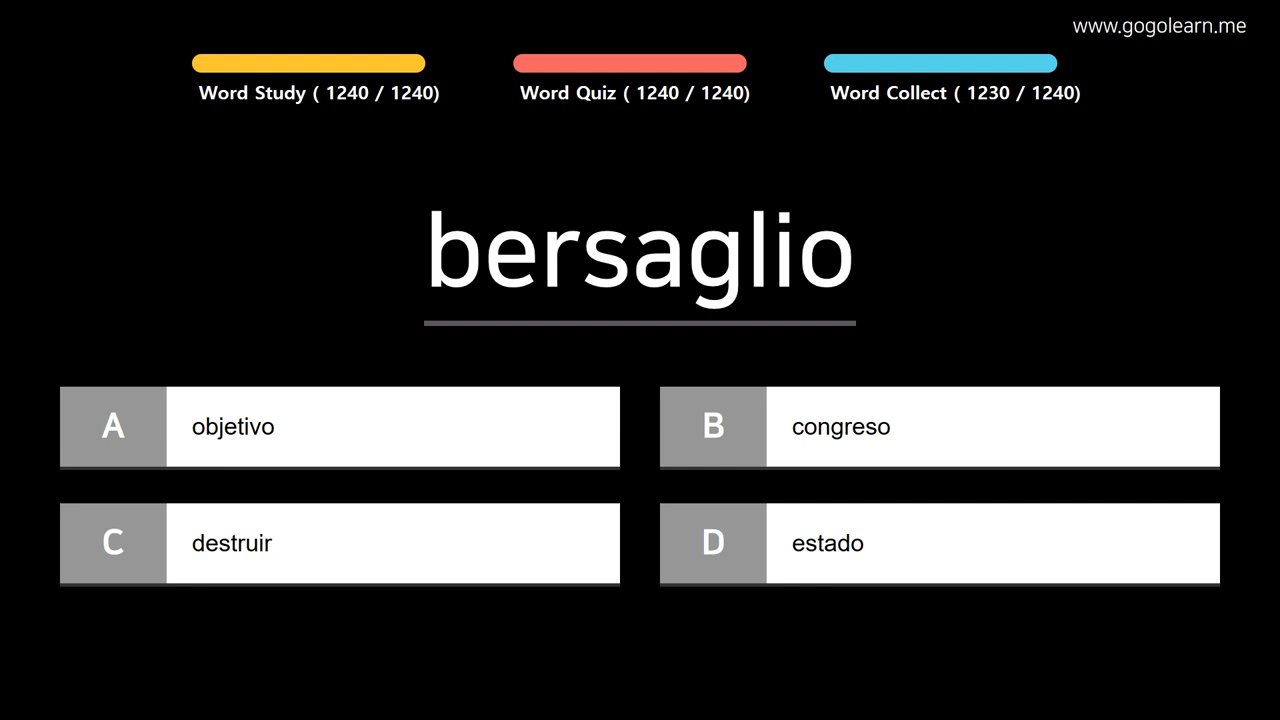 www.gogolearn.me
Word Study ( 1240 / 1240)
Word Quiz ( 1240 / 1240)
Word Collect ( 1230 / 1240)
bersaglio
A objetivo
B congreso
C destruir
D estado